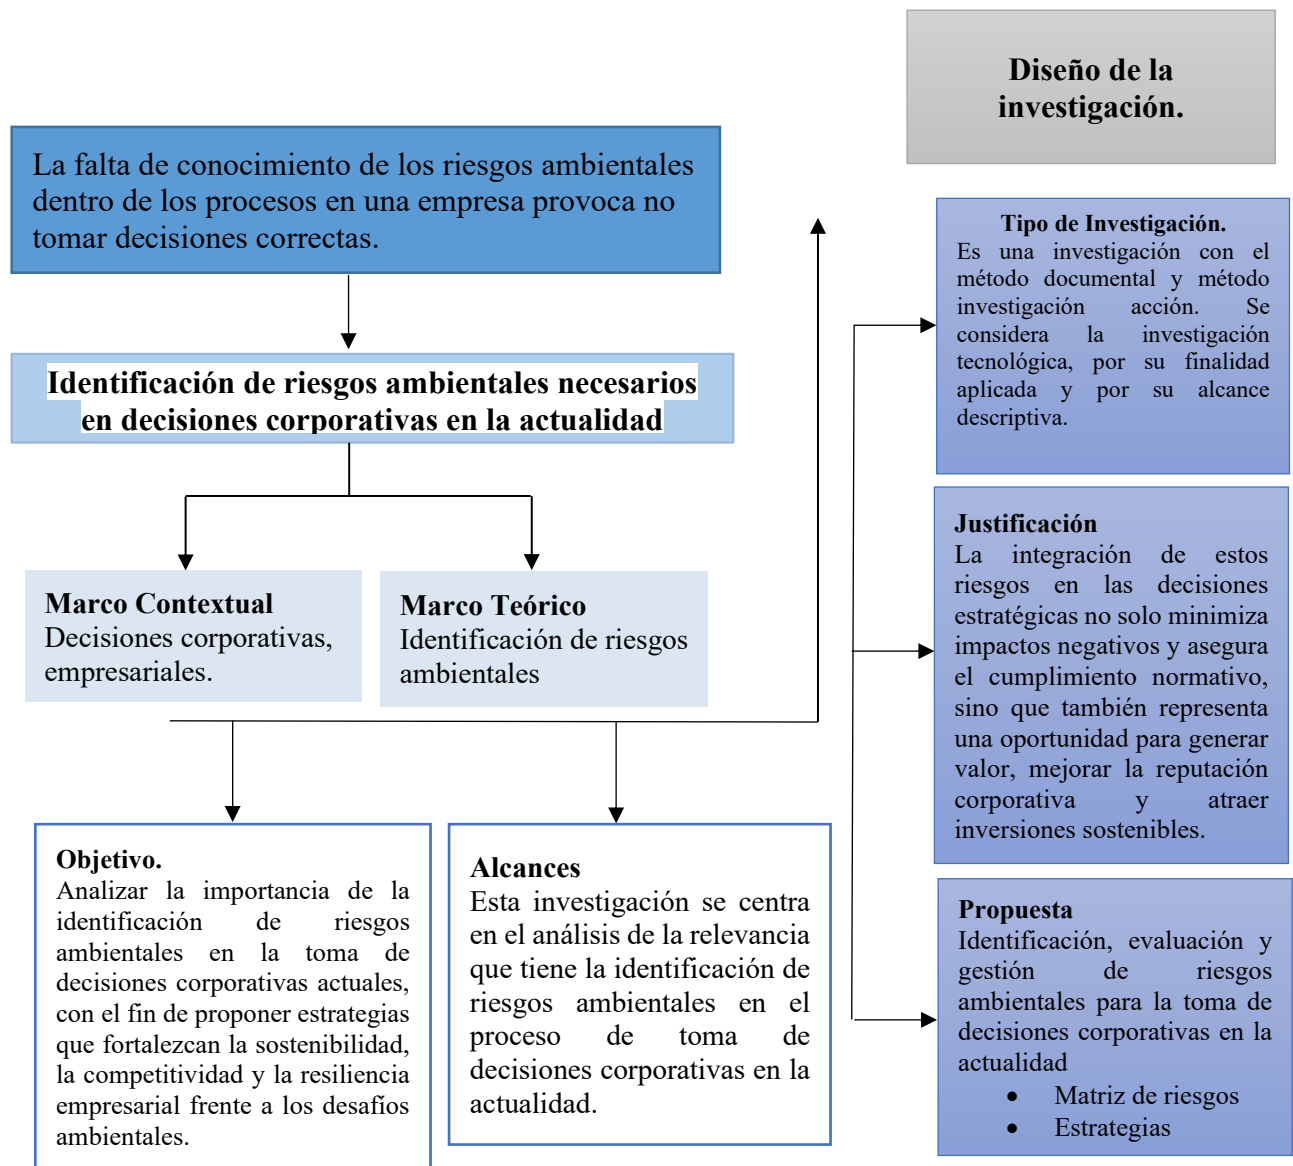 Diseño de la
investigación.
La falta de conocimiento de los riesgos ambientales
dentro de los procesos en una empresa provoca no
tomar decisiones correctas.
Identificación de riesgos ambientales necesarios
en decisiones corporativas en la actualidad
Marco Contextual
Decisiones corporativas,
empresariales.
Marco Teórico
Identificación de riesgos
ambientales
Objetivo.
Analizar la importancia de la
identificación de riesgos
ambientales en la toma de
decisiones corporativas actuales,
con el fin de proponer estrategias
que fortalezcan la sostenibilidad,
la competitividad y la resiliencia
empresarial frente a los desafíos
ambientales.
Alcances
Esta investigación se centra
en el análisis de la relevancia
que tiene la identificación de
riesgos ambientales en el
proceso de toma de
decisiones corporativas en la
actualidad.
Tipo de Investigación.
Es una investigación con el
método documental y método
investigación acción. Se
considera la investigación
tecnológica, por su finalidad
aplicada y por su alcance
descriptiva.
Justificación
La integración de estos
riesgos en las decisiones
estratégicas no solo minimiza
impactos negativos y asegura
el cumplimiento normativo,
sino que también representa
una oportunidad para generar
valor, mejorar la reputación
corporativa y atraer
inversiones sostenibles.
Propuesta
Identificación, evaluación y
gestión de riesgos
ambientales para la toma de
decisiones corporativas en la
actualidad
• Matriz de riesgos
• Estrategias